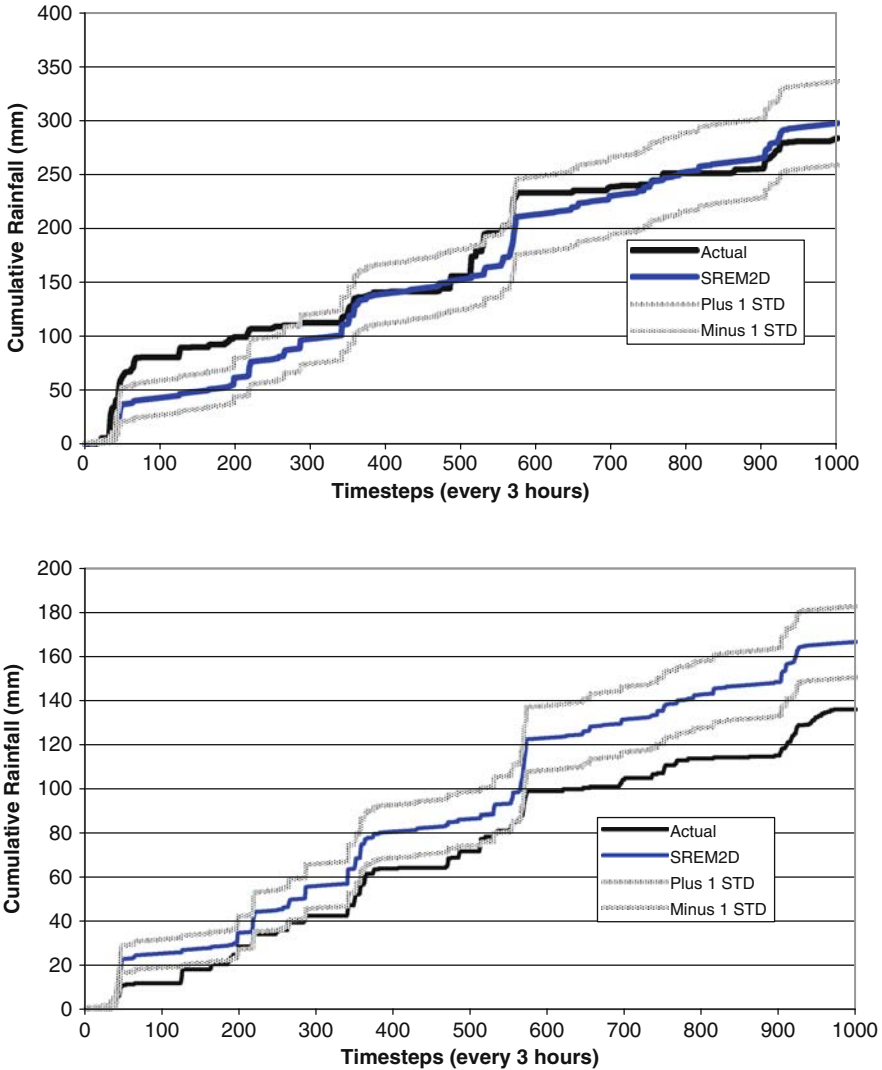 400
350
300
250
200
150
100
50
0
Cumulative Rainfall (mm)
Actual
SREM2D
Plus 1 STD
Minus 1 STD
0 100 200 300 400 500 600 700 800 900 1000
Timesteps (every 3 hours)
200
180
160
140
120
100
80
60
40
20
0
Cumulative Rainfall (mm)
Actual
SREM2D
Plus 1 STD
Minus 1 STD
0 100 200 300 400 500 600 700 800 900 1000
Timesteps (every 3 hours)